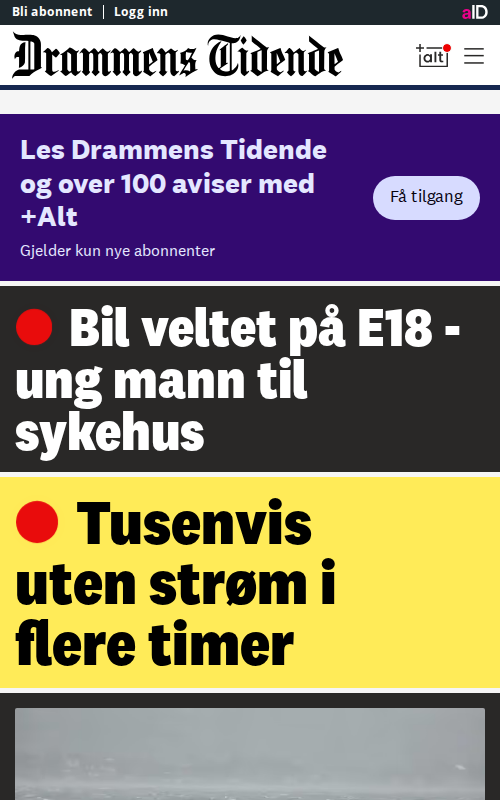 Bli abonnent Logg inn aID
Drammens Tidende +alt
Les Drammens Tidende
og over 100 aviser med
+Alt
Få tilgang
Gjelder kun nye abonnenter
Bil veltet på E18 -
ung mann til
sykehus
Tusenvis
uten strøm i
flere timer